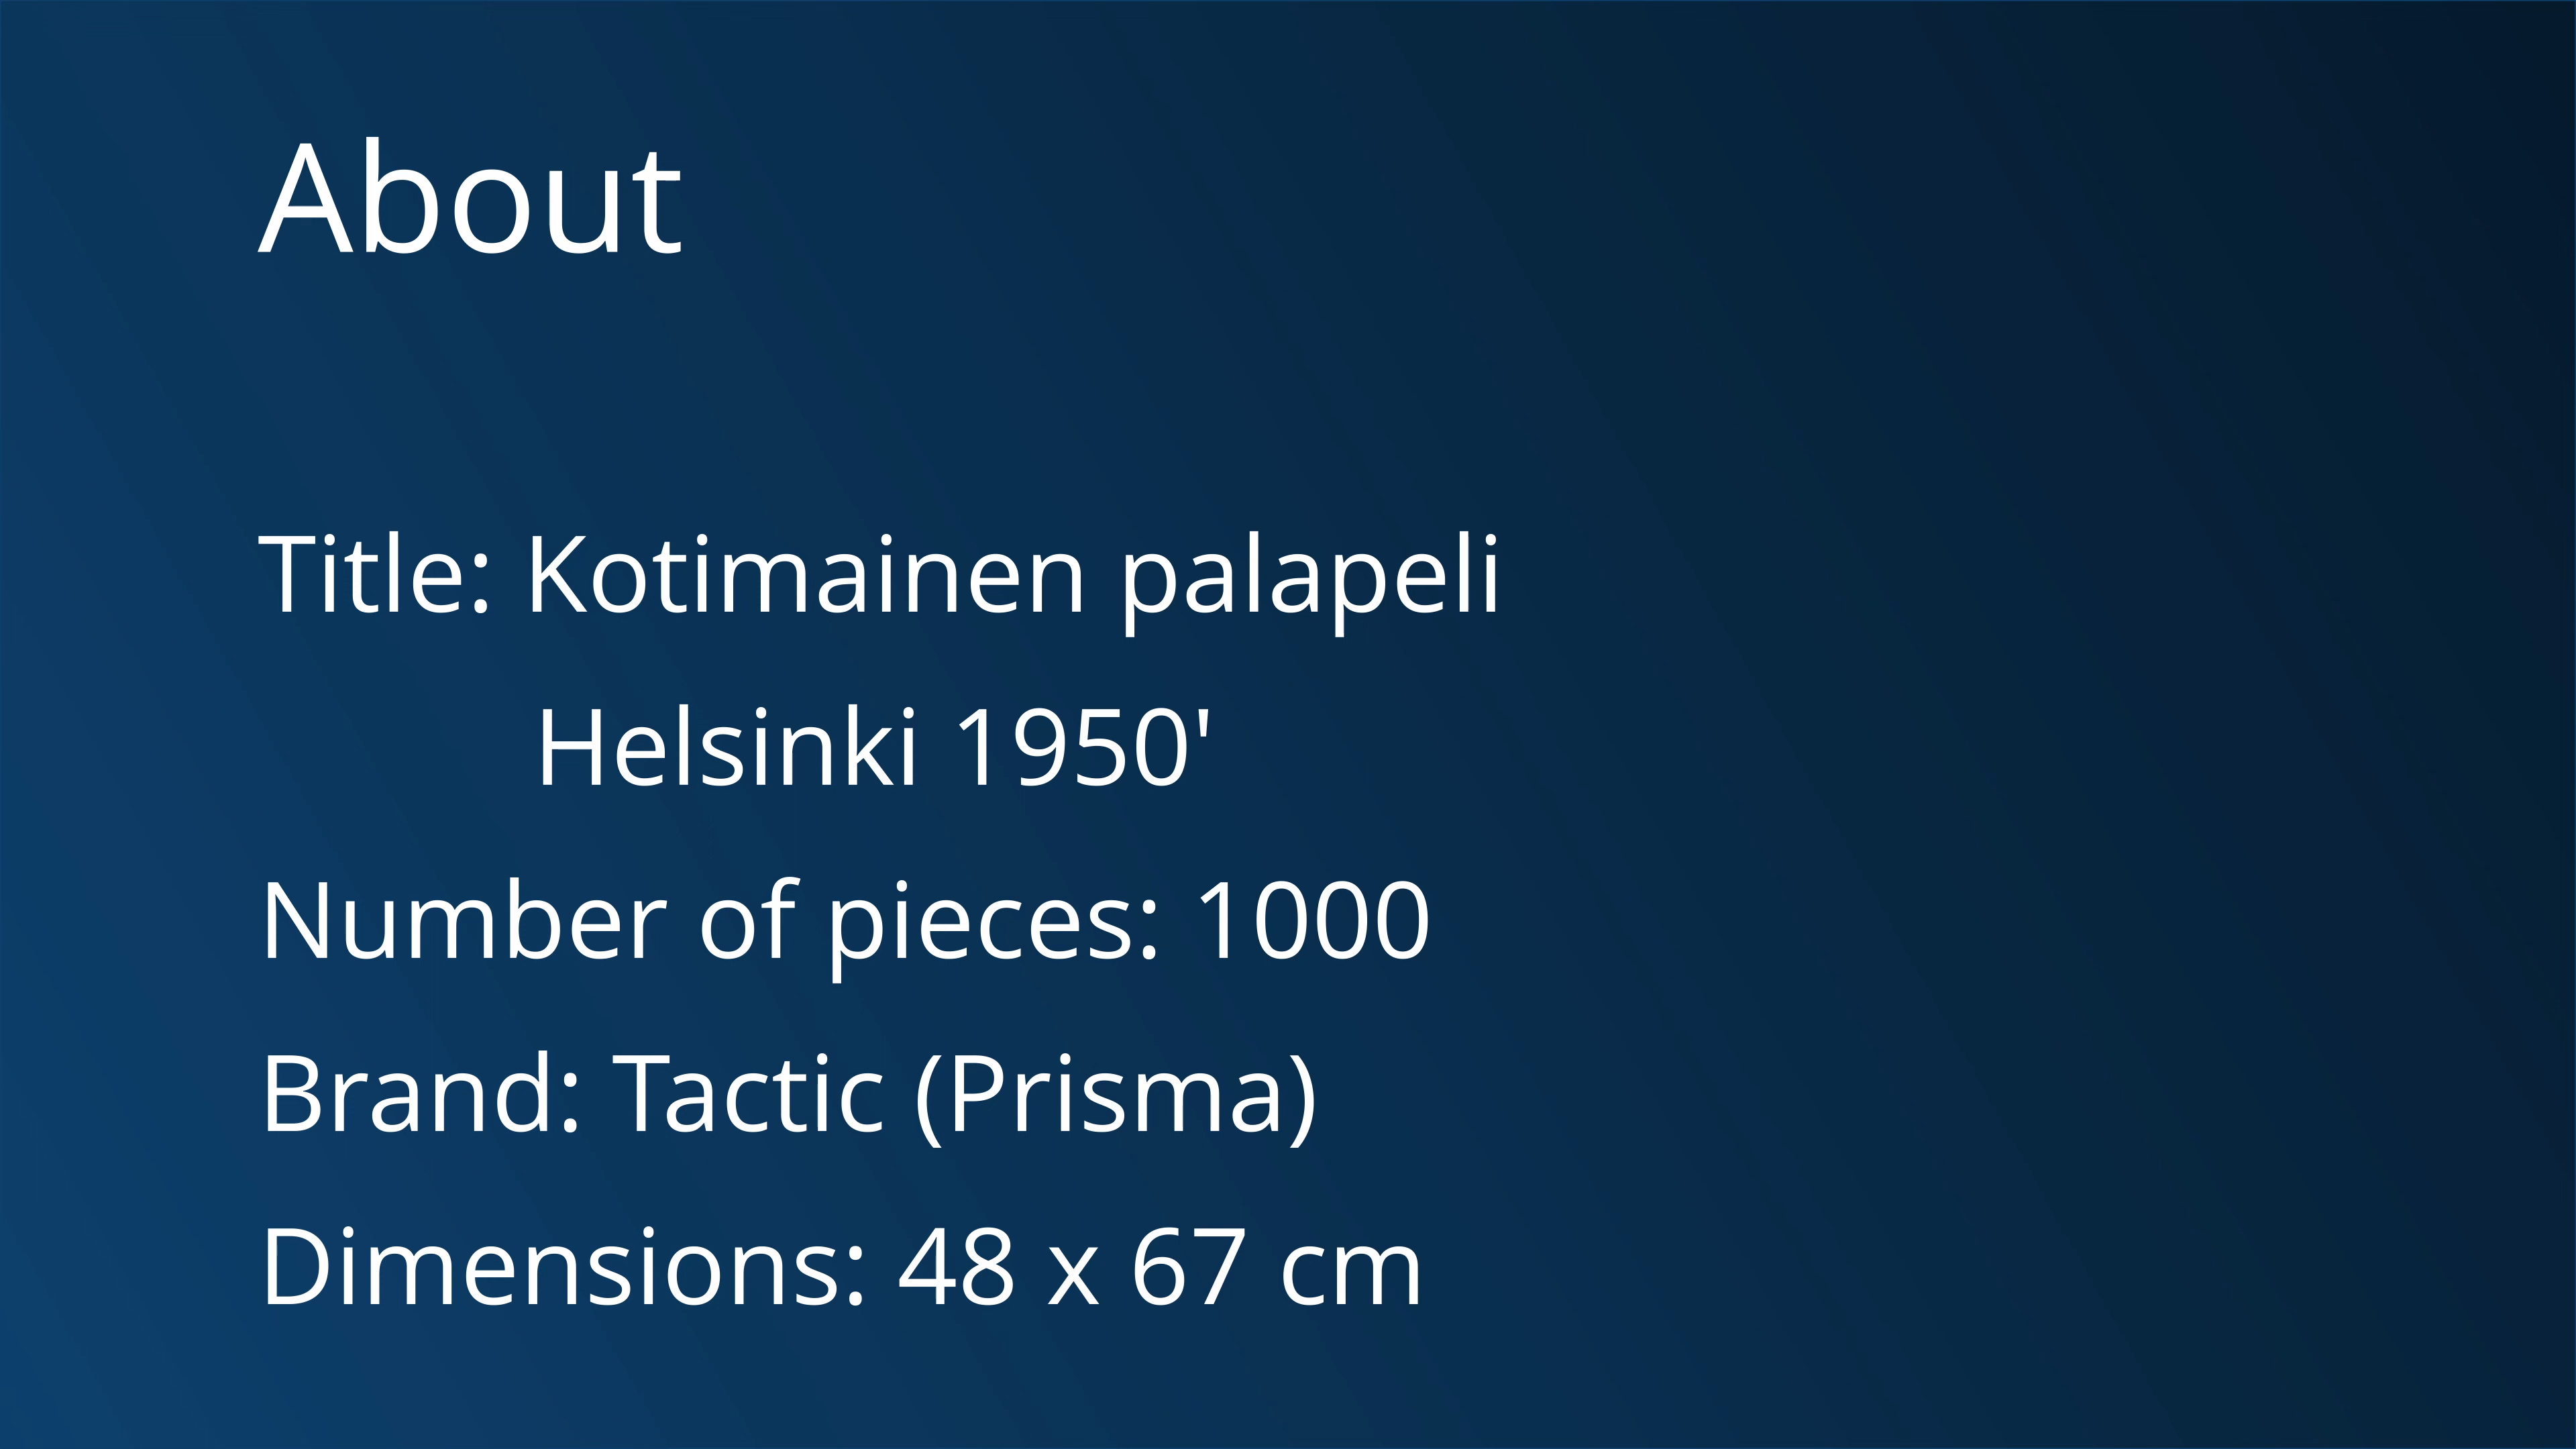 About
Title: Kotimainen palapeli
Helsinki 1950'
Number of pieces: 1000
Brand: Tactic (Prisma)
Dimensions: 48 x 67 cm